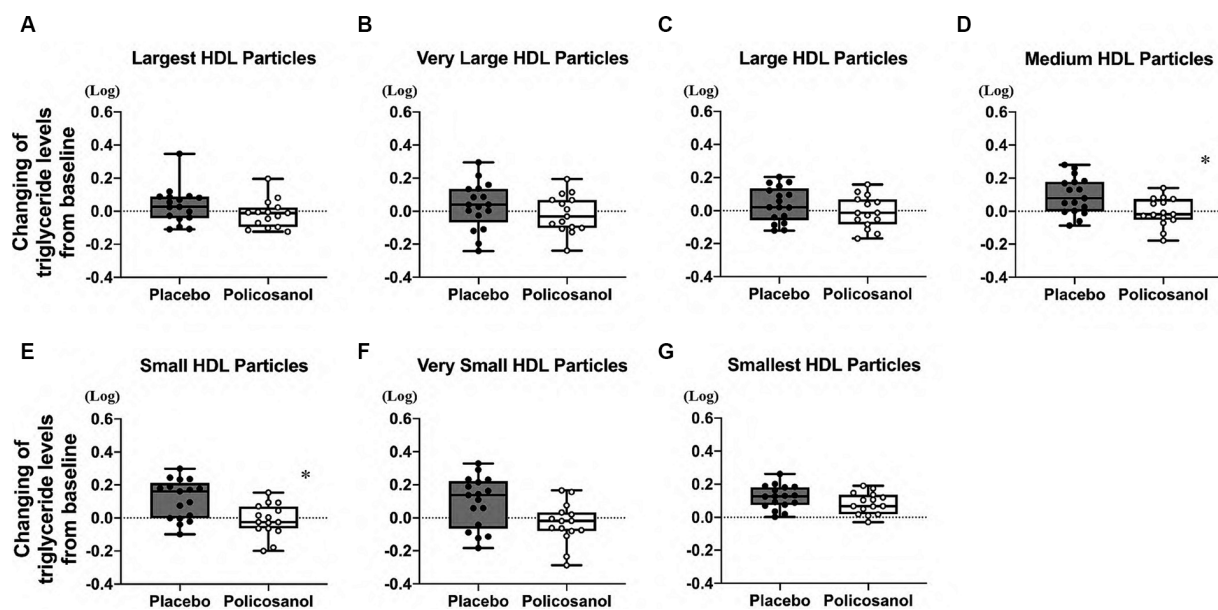 A
B
C
D
Largest HDL Particles
Very Large HDL Particles
Large HDL Particles
Medium HDL Particles
(Log)
(Log)
(Log)
(Log)
Changing of
triglyceride levels
from baseline
0.6
0.4
0.2
0.0
-0.2
-0.4
Placebo Policosanol
0.6
0.4
0.2
0.0
-0.2
-0.4
Placebo Policosanol
0.6
0.4
0.2
0.0
-0.2
-0.4
Placebo Policosanol
0.6
0.4
0.2
0.0
-0.2
-0.4
*
Placebo Policosanol
E
F
G
Small HDL Particles
Very Small HDL Particles
Smallest HDL Particles
(Log)
(Log)
(Log)
Changing of
triglyceride levels
from baseline
0.6
0.4
0.2
0.0
-0.2
-0.4
*
Placebo Policosanol
0.6
0.4
0.2
0.0
-0.2
-0.4
Placebo Policosanol
0.6
0.4
0.2
0.0
-0.2
-0.4
Placebo Policosanol